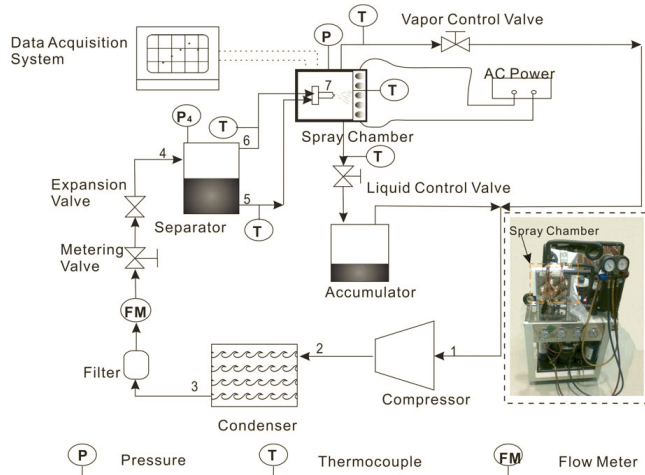 Vapor Control Valve
T
Data Acquisition
System
P
AC Power
7
T
P4
T
6
Spray Chamber
T
4
Expansion
Valve
5
Liquid Control Valve
Separator
T
Metering
Valve
Spray Chamber
Accumulator
FM
2
1
Filter
3
Compressor
Condenser
P Pressure
T Thermocouple
FM Flow Meter